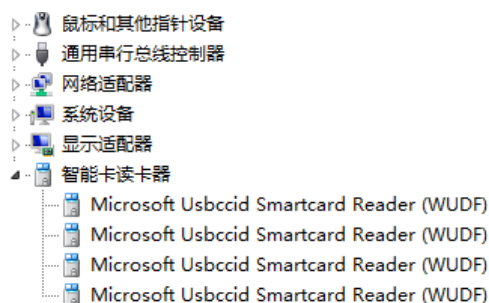 鼠标和其他指针设备
通用串行总线控制器
网络适配器
系统设备
显示适配器
智能卡读卡器
Microsoft Usbccid Smartcard Reader (WUDF)
Microsoft Usbccid Smartcard Reader (WUDF)
Microsoft Usbccid Smartcard Reader (WUDF)
Microsoft Usbccid Smartcard Reader (WUDF)